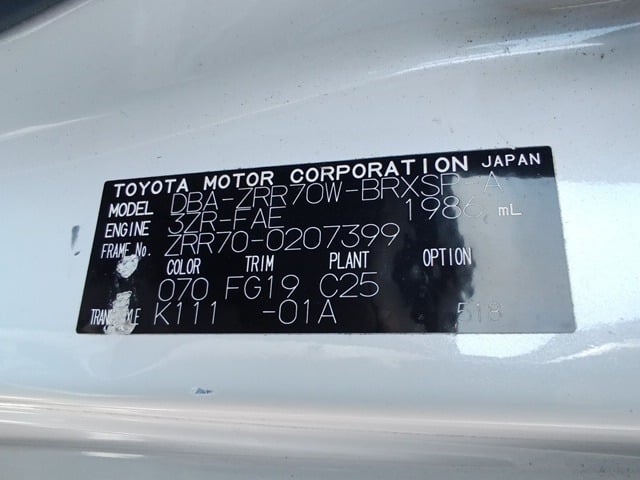 TOYOTA MOTOR CORPORATION JAPAN
MODEL DBA-ZRR70W-BRXSP-A
ENGINE 3ZR-FAE 1986 mL
FRAME No. ZRR70-0207399
COLOR TRIM PLANT OPTION
070 FG19 C25
K111 -01A 518